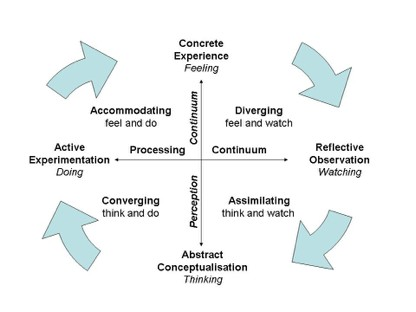 Concrete
Experience
Feeling
Accommodating
feel and do
Continuum
Diverging
feel and watch
Active
Experimentation
Doing
Processing
Continuum
Reflective
Observation
Watching
Converging
think and do
Perception
Assimilating
think and watch
Abstract
Conceptualisation
Thinking